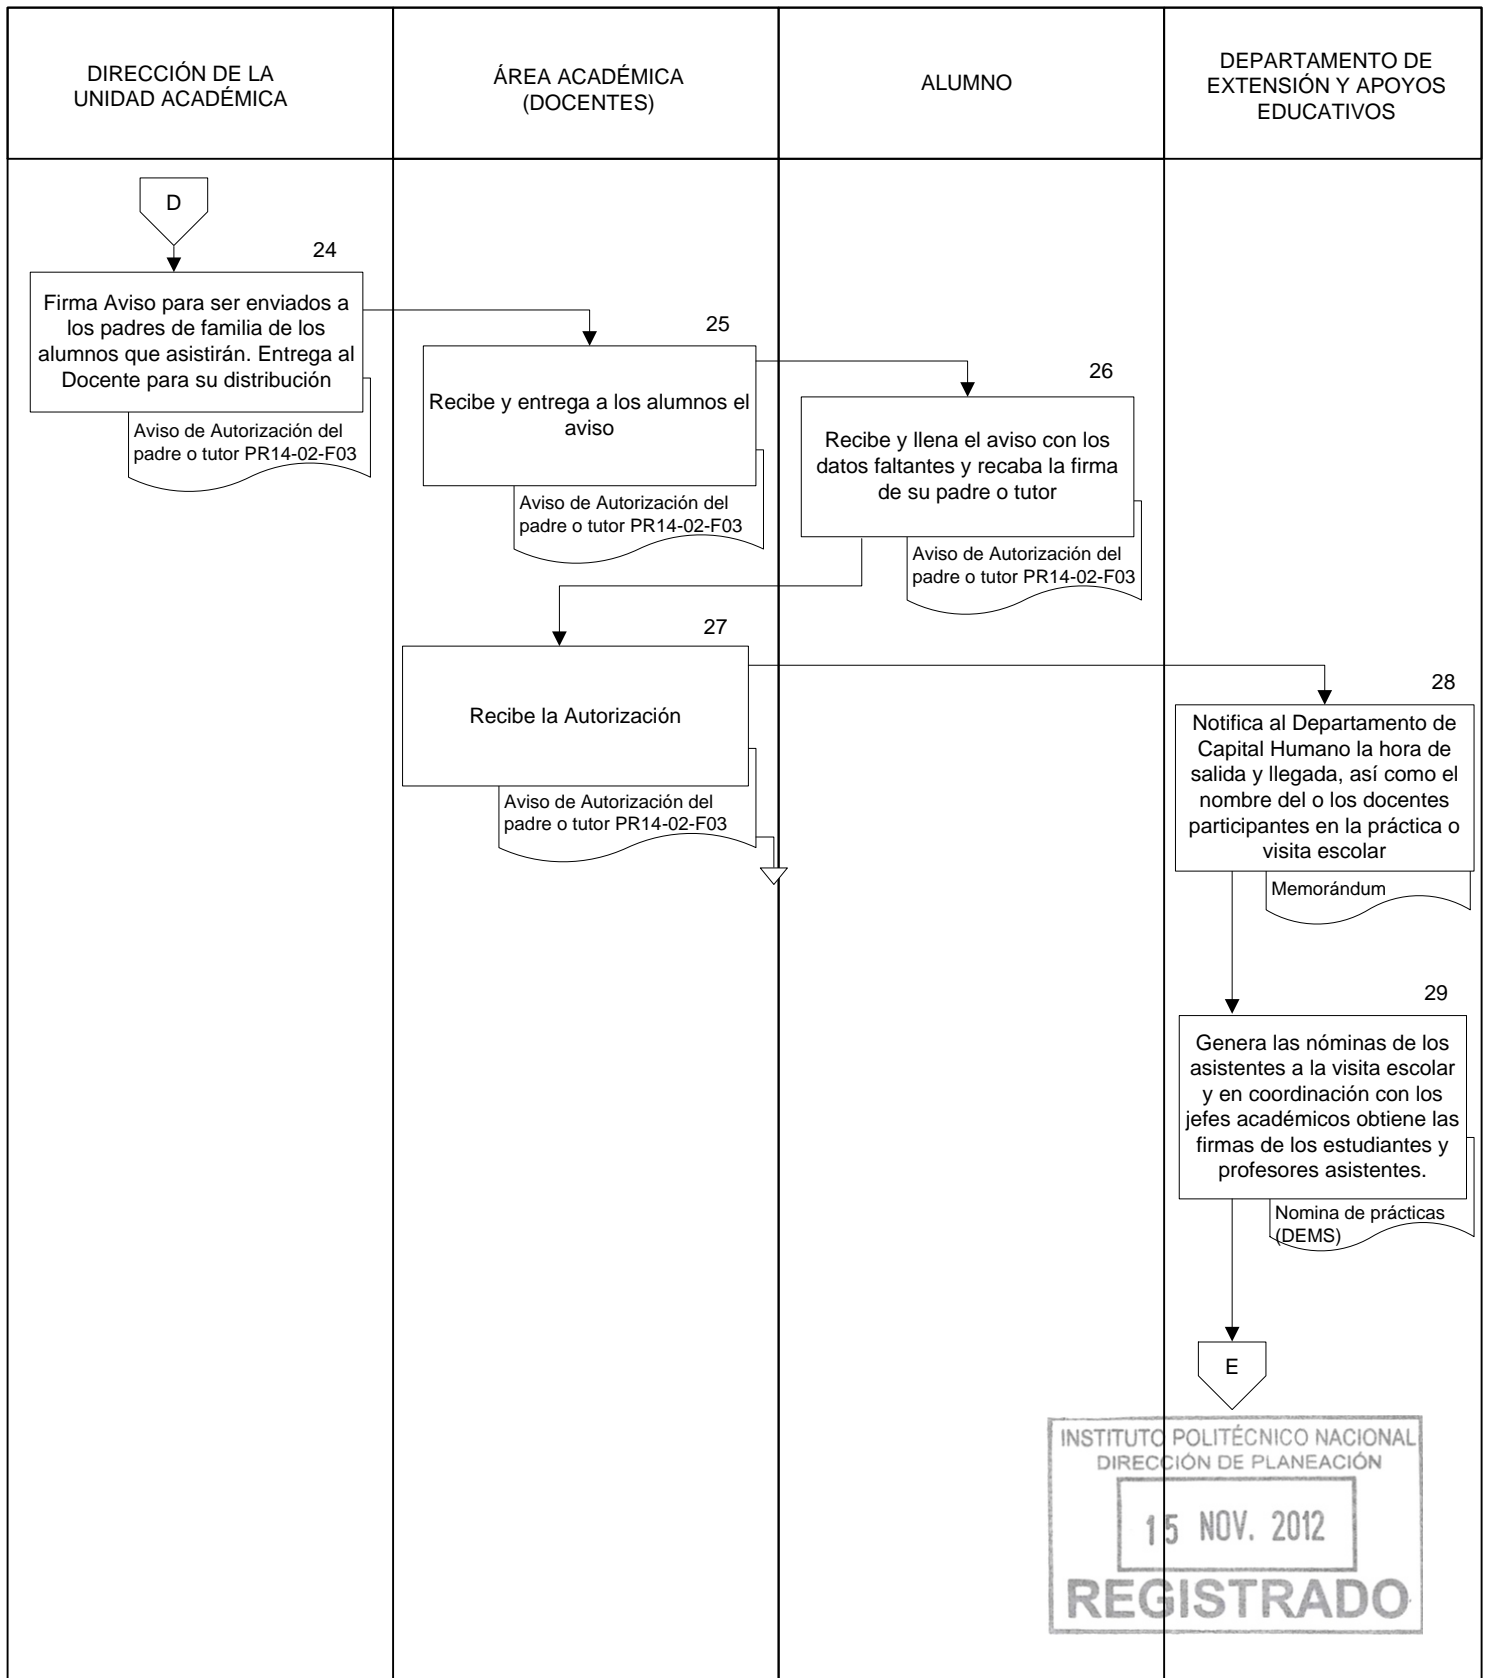 DIRECCIÓN DE LA
UNIDAD ACADÉMICA
ÁREA ACADÉMICA
(DOCENTES)
ALUMNO
DEPARTAMENTO DE
EXTENSIÓN Y APOYOS
EDUCATIVOS
D
24
Firma Aviso para ser enviados a
los padres de familia de los
alumnos que asistirán. Entrega al
Docente para su distribución
Aviso de Autorización del
padre o tutor PR14-02-F03
25
Recibe y entrega a los alumnos el
aviso
Aviso de Autorización del
padre o tutor PR14-02-F03
26
Recibe y llena el aviso con los
datos faltantes y recaba la firma
de su padre o tutor
Aviso de Autorización del
padre o tutor PR14-02-F03
27
Recibe la Autorización
Aviso de Autorización del
padre o tutor PR14-02-F03
28
Notifica al Departamento de
Capital Humano la hora de
salida y llegada, así como el
nombre del o los docentes
participantes en la práctica o
visita escolar
Memorándum
29
Genera las nóminas de los
asistentes a la visita escolar
y en coordinación con los
jefes académicos obtiene las
firmas de los estudiantes y
profesores asistentes.
Nomina de prácticas
(DEMS)
E
INSTITUTO POLITÉCNICO NACIONAL
DIRECCIÓN DE PLANEACIÓN
15 NOV. 2012
REGISTRADO